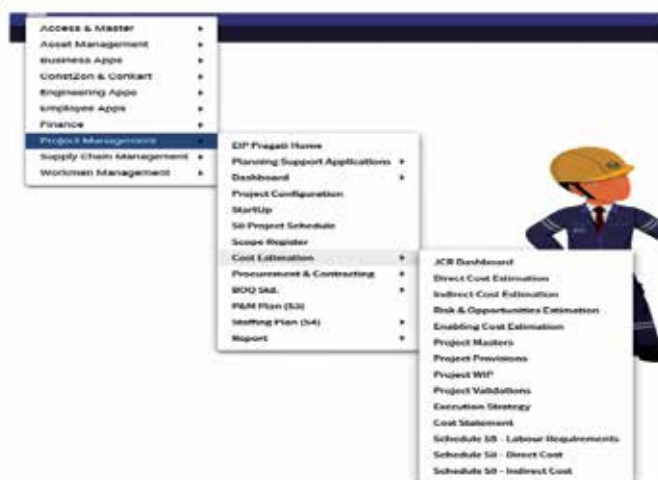 Access & Master
Asset Management
Business Apps
ConstZon & Conkart
Engineering Apps
Employee Apps
Finance
Project Management
Supply Chain Management
Workmen Management
EIP Pragati Home
Planning Support Applications
Dashboard
Project Configuration
StartUp
S8 Project Schedule
Scope Register
Cost Estimation
Procurement & Contracting
BOQ Std.
P&M Plan (S3)
Staffing Plan (S4)
Report
JCR Dashboard
Direct Cost Estimation
Indirect Cost Estimation
Risk & Opportunities Estimation
Enabling Cost Estimation
Project Masters
Project Provisions
Project WIP
Project Validations
Execution Strategy
Cost Statement
Schedule S8 - Labour Requirements
Schedule - Direct Cost
Schedule - Indirect Cost